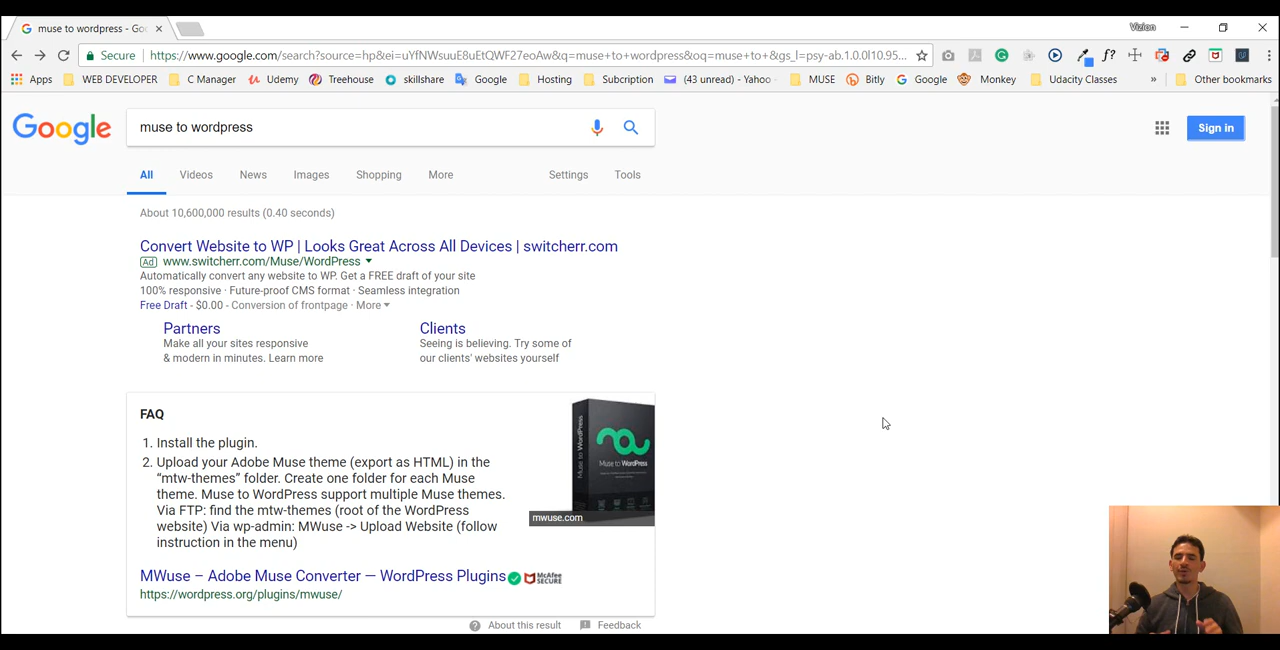 muse to wordpress - Goo
Vizion
Secure
https://www.google.com/search?source=hp&ei=uYfNWsuuE8uEtQWF27eoAw&q=muse+to+wordpress&oq=muse+to+&gs_l=psy-ab.1.0.0l10.95...
Apps
WEB DEVELOPER
C Manager
Udemy
Treehouse
skillshare
Google
Hosting
Subcription
(43 unread) - Yahoo
MUSE
Bitly
Google
Monkey
Udacity Classes
»
Other bookmarks
Google
muse to wordpress
Sign in
All
Videos
News
Images
Shopping
More
Settings
Tools
About 10,600,000 results (0.40 seconds)
Convert Website to WP | Looks Great Across All Devices | switcherr.com
Ad www.switcherr.com/Muse/WordPress
Automatically convert any website to WP. Get a FREE draft of your site
100% responsive · Future-proof CMS format · Seamless integration
Free Draft - $0.00 - Conversion of frontpage · More
Partners
Make all your sites responsive
& modern in minutes. Learn more
Clients
Seeing is believing. Try some of
our clients' websites yourself
FAQ
1. Install the plugin.
2. Upload your Adobe Muse theme (export as HTML) in the
“mtw-themes” folder. Create one folder for each Muse
theme. Muse to WordPress support multiple Muse themes.
Via FTP: find the mtw-themes (root of the WordPress
website) Via wp-admin: MWuse -> Upload Website (follow
instruction in the menu)
Muse to WordPress
Muse to WordPress
mwuse.com
MWuse – Adobe Muse Converter — WordPress Plugins
McAfee
SECURE
https://wordpress.org/plugins/mwuse/
About this result
Feedback